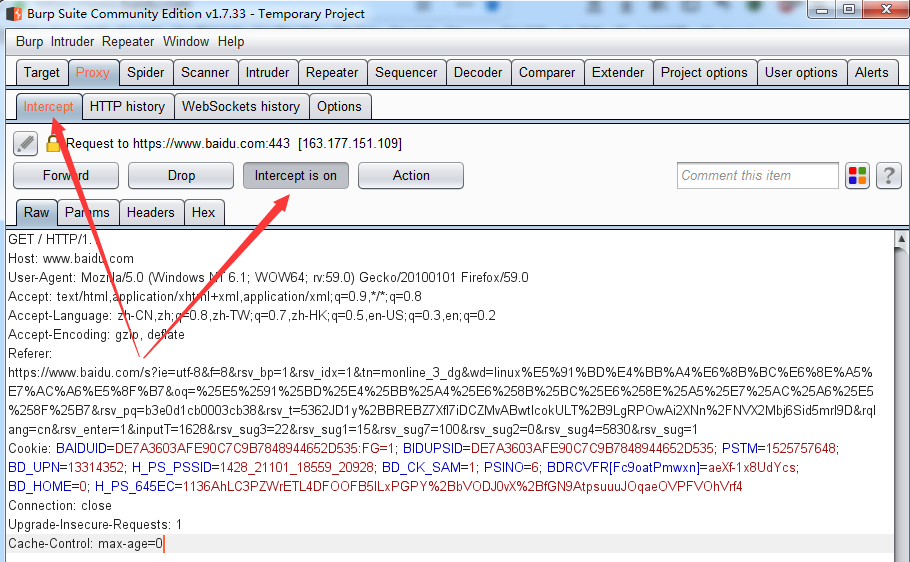 Burp Suite Community Edition v1.7.33 - Temporary Project
Burp Intruder Repeater Window Help
Target Proxy Spider Scanner Intruder Repeater Sequencer Decoder Comparer Extender Project options User options Alerts
Intercept HTTP history WebSockets history Options
Request to https://www.baidu.com:443 [163.177.151.109]
Forward Drop Intercept is on Action Comment this item ?
Raw Params Headers Hex
GET / HTTP/1.
Host: www.baidu.com
User-Agent: Mozilla/5.0 (Windows NT 6.1; WOW64; rv:59.0) Gecko/20100101 Firefox/59.0
Accept: text/html,application/xhtml+xml,application/xml;q=0.9,*/*;q=0.8
Accept-Language: zh-CN,zh;q=0.8,zh-TW;q=0.7,zh-HK;q=0.5,en-US;q=0.3,en;q=0.2
Accept-Encoding: gzip, deflate
Referer:
https://www.baidu.com/s?ie=utf-8&f=8&rsv_bp=1&rsv_idx=1&tn=monline_3_dg&wd=linux%E5%91%BD%E4%BB%A4%E6%8B%BC%E6%8E%A5%
E7%AC%A6%E5%8F%B7&oq=%25E5%2591%25BD%25E4%25BB%25A4%25E6%258B%25BC%25E6%258E%25A5%25E7%25AC%25A6%25E5
%258F%25B7&rsv_pq=b3e0d1cb0003cb38&rsv_t=5362JD1y%2BBREBZ7Xfl7iDCZMvABwtlcokULT%2B9LgRPOwAi2XNn%2FNVX2Mbj6Sid5mrI9D&rql
ang=cn&rsv_enter=1&inputT=1628&rsv_sug3=22&rsv_sug1=15&rsv_sug7=100&rsv_sug2=0&rsv_sug4=5830&rsv_sug=1
Cookie: BAIDUID=DE7A3603AFE90C7C9B7848944652D535:FG=1; BIDUPSID=DE7A3603AFE90C7C9B7848944652D535; PSTM=1525757648;
BD_UPN=13314352; H_PS_PSSID=1428_21101_18559_20928; BD_CK_SAM=1; PSINO=6; BDRCVFR[Fc9oatPmwxn]=aeXf-1x8UdYcs;
BD_HOME=0; H_PS_645EC=1136AhLC3PZWrETL4DFOOFB5ILxPGPY%2BbVODJ0vX%2BfGN9AtpsuuuJOqaeOVPFVOhVrf4
Connection: close
Upgrade-Insecure-Requests: 1
Cache-Control: max-age=0